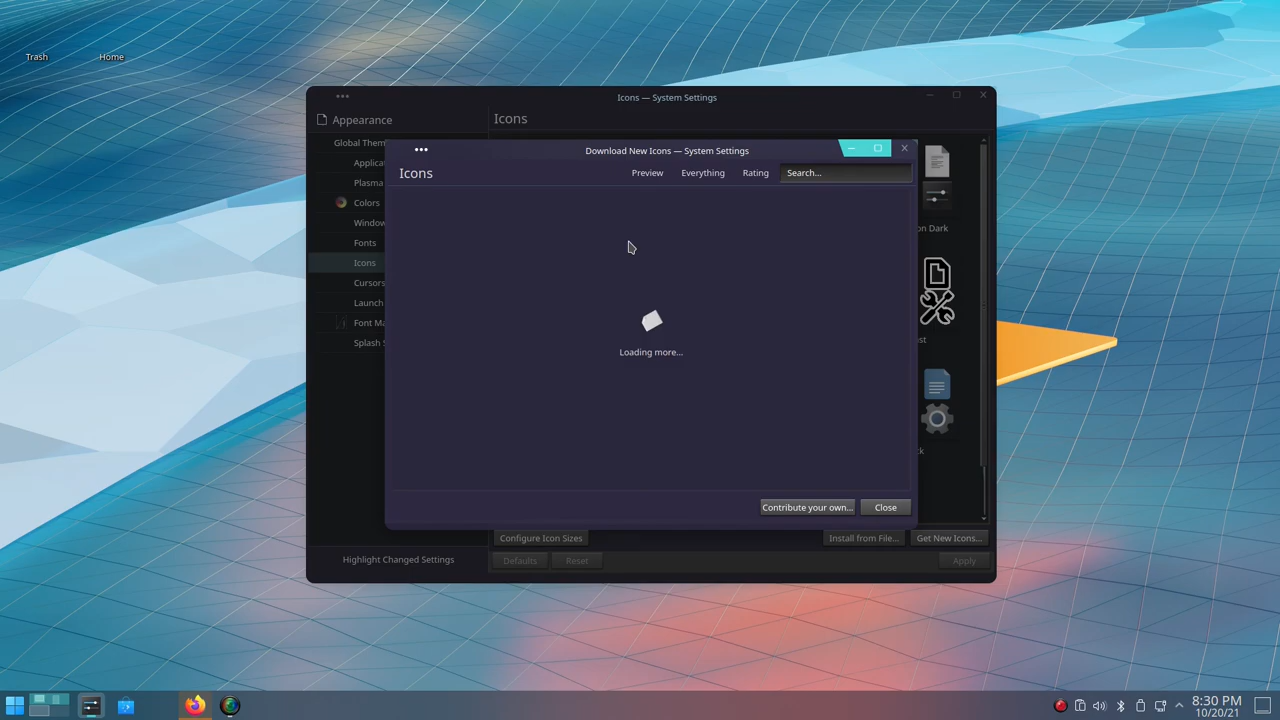 Trash
Home
Icons — System Settings
Appearance
Icons
Global Them
Applica
Plasma
Colors
Window
Fonts
Icons
Cursors
Launch
Font Ma
Splash S
Highlight Changed Settings
Download New Icons — System Settings
Icons
Preview
Everything
Rating
Search...
Loading more...
Contribute your own...
Close
on Dark
st
ck
Configure Icon Sizes
Install from File...
Get New Icons...
Defaults
Reset
Apply
8:30 PM
10/20/21